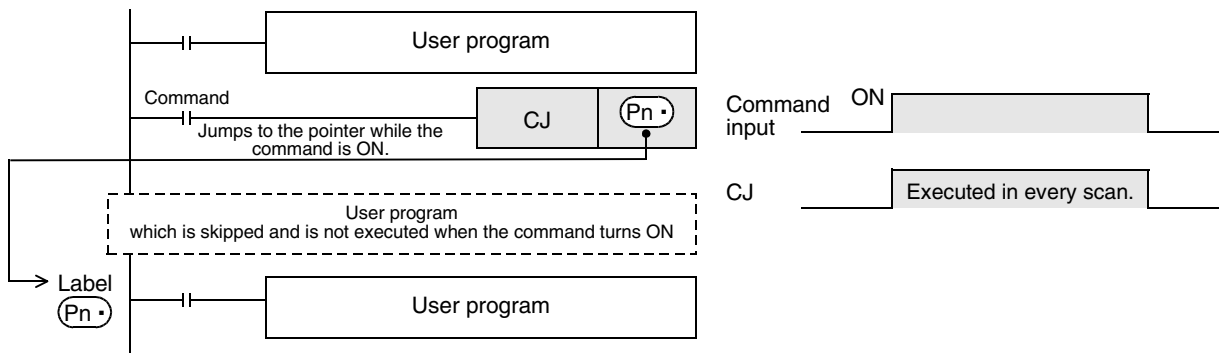 User program
Command
CJ
Pn •
Jumps to the pointer while the
command is ON.
User program
which is skipped and is not executed when the command turns ON
Label
Pn •
User program
Command
input
ON
CJ
Executed in every scan.